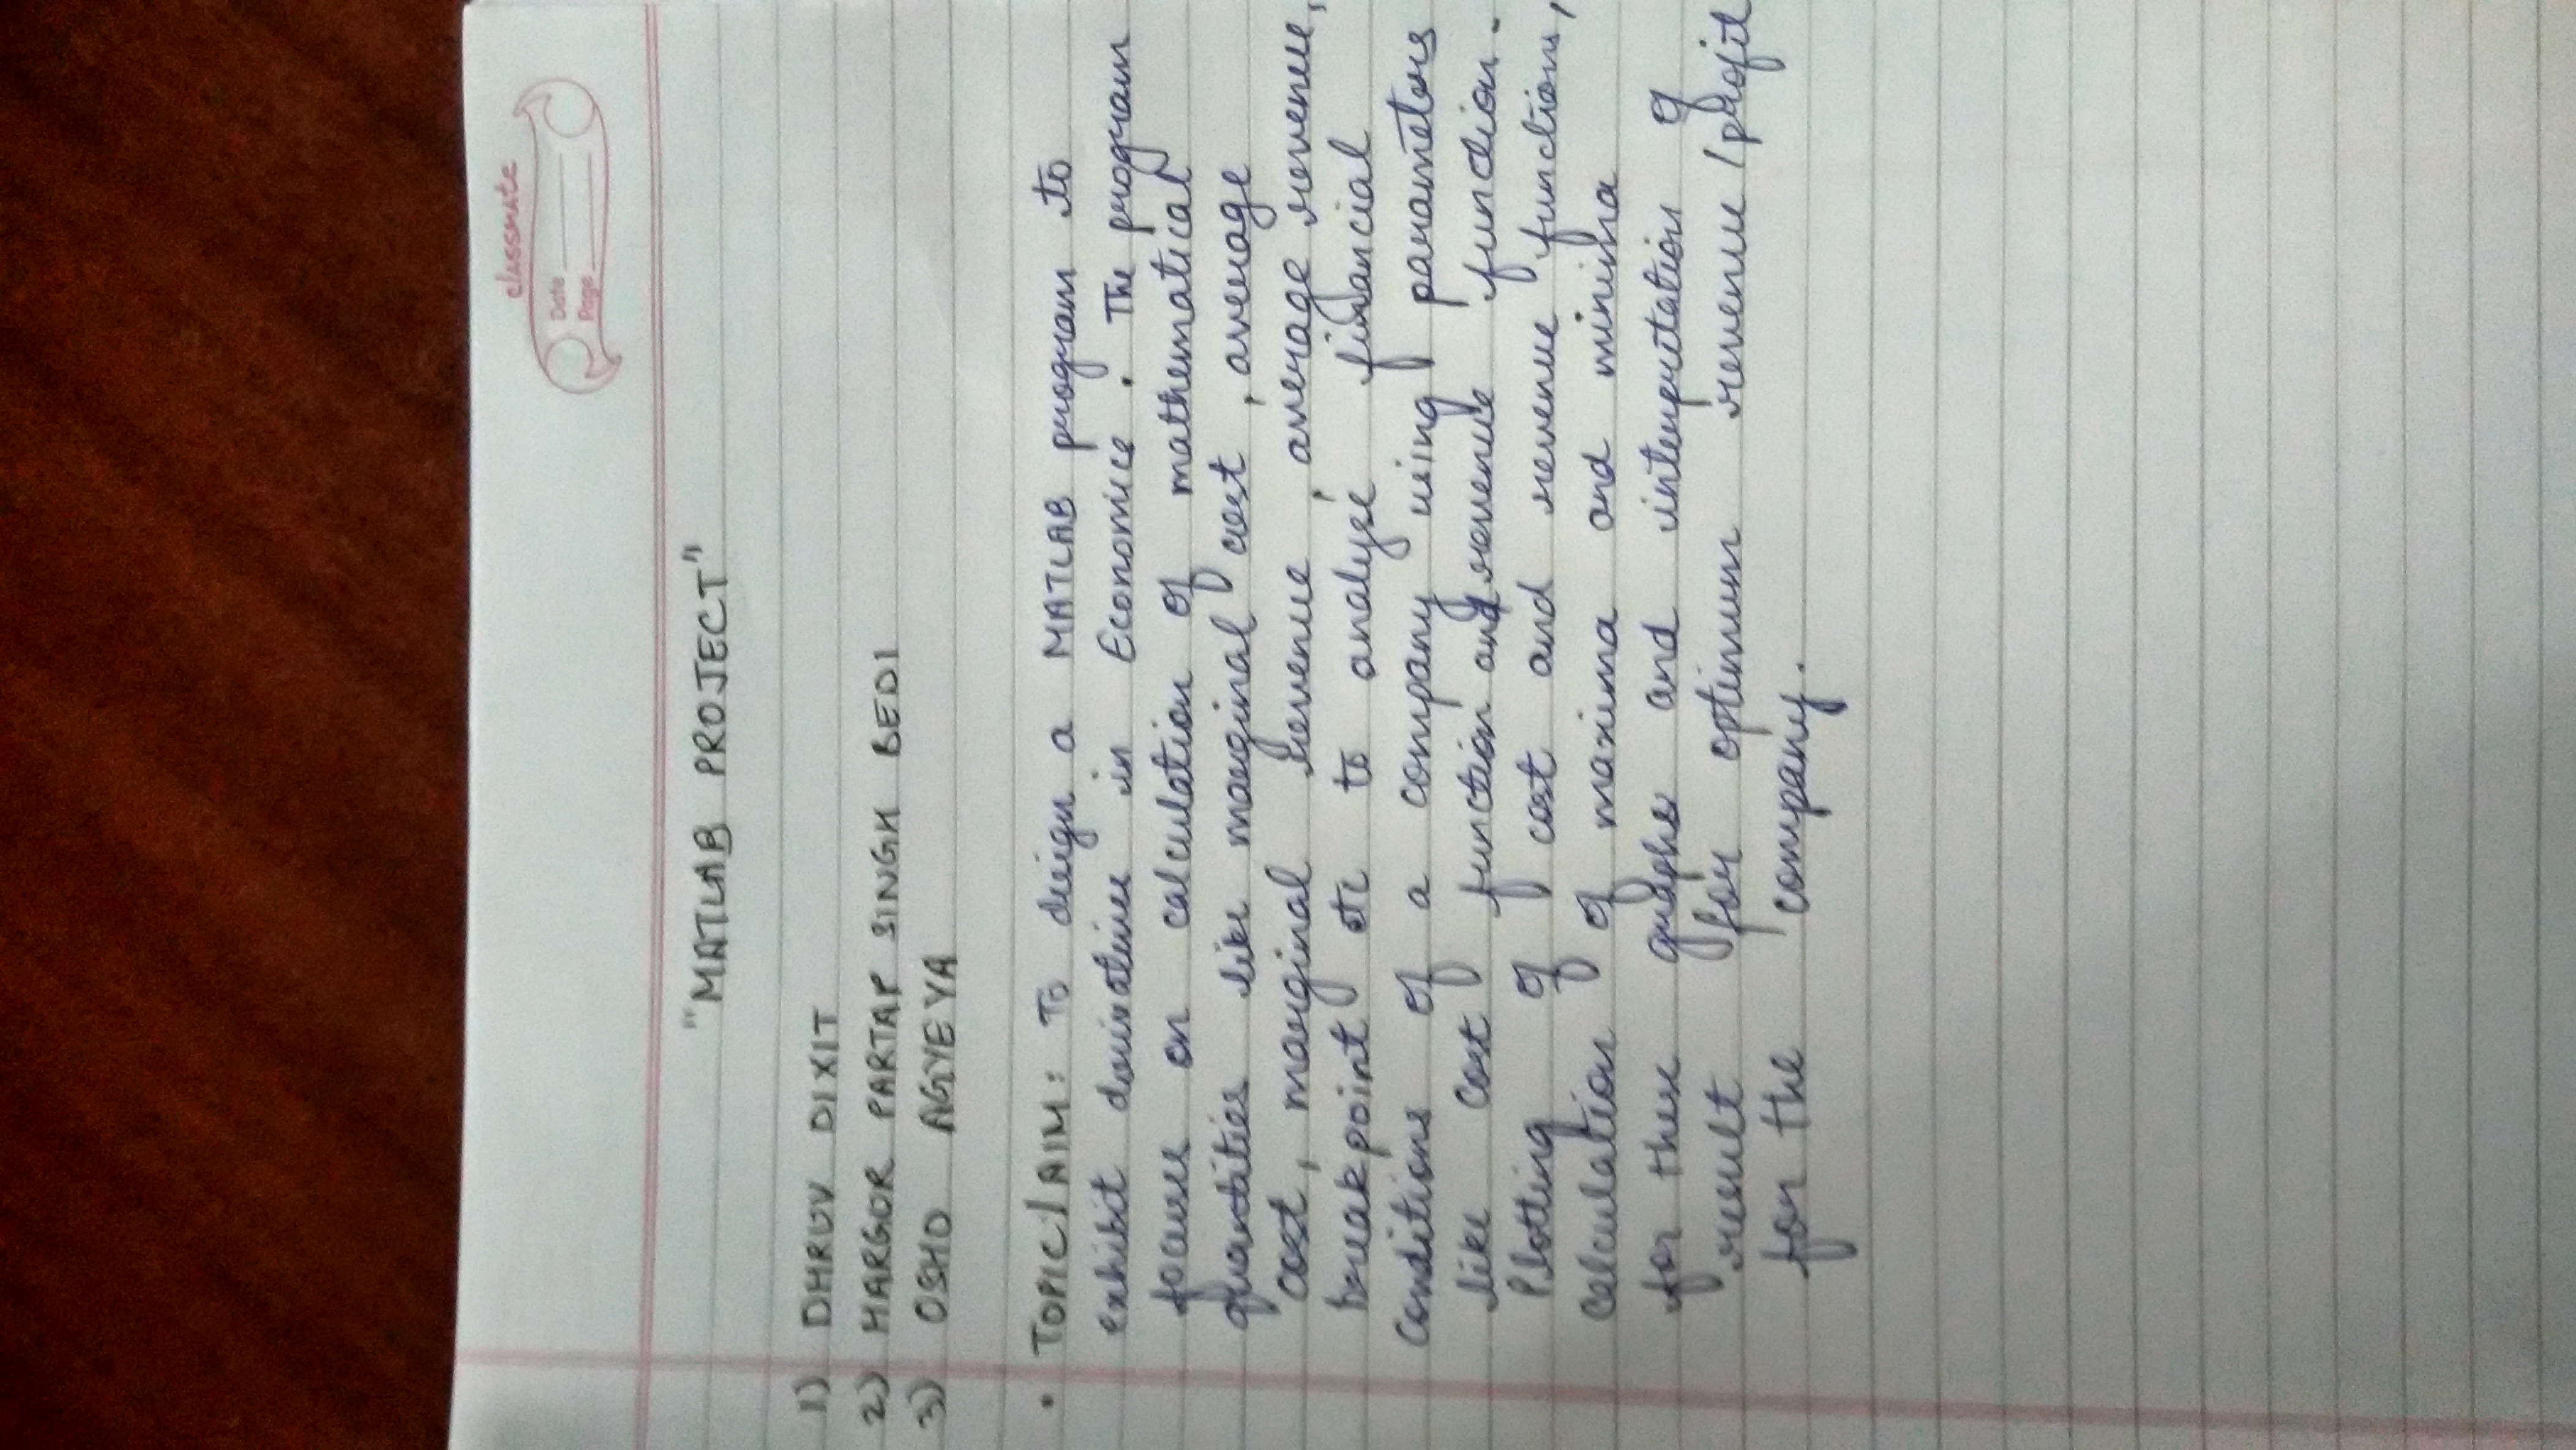 classmate
Date
Page
"MATLAB PROJECT"
1) DHRUV DIXIT
2) HARGOR PARTAP SINGH BEDI
3) OSHO AGYEYA
• TOPIC/AIM: To design a MATLAB program to
exhibit derivatives in Economics. The program
focuses on calculation of mathematical
quantities like marginal cost, average
cost, marginal revenue, average revenue,
breakpoint etc to analyse financial
conditions of a company using parameters
like cost function and revenue function.
Plotting of cost and revenue functions,
calculation of maxima and minima
for these graphs and interpretation of
result for optimum revenue/profit
for the company.